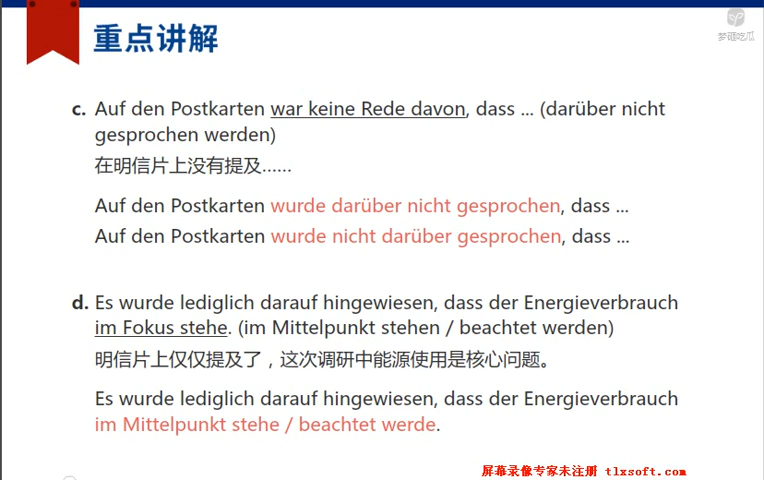 重点讲解
梦砸吃瓜
c. Auf den Postkarten war keine Rede davon, dass ... (darüber nicht
gesprochen werden)
在明信片上没有提及……
Auf den Postkarten wurde darüber nicht gesprochen, dass ...
Auf den Postkarten wurde nicht darüber gesprochen, dass ...
d. Es wurde lediglich darauf hingewiesen, dass der Energieverbrauch
im Fokus stehe. (im Mittelpunkt stehen / beachtet werden)
明信片上仅仅提及了，这次调研中能源使用是核心问题。
Es wurde lediglich darauf hingewiesen, dass der Energieverbrauch
im Mittelpunkt stehe / beachtet werde.
屏幕录像专家未注册 tlxsoft.com